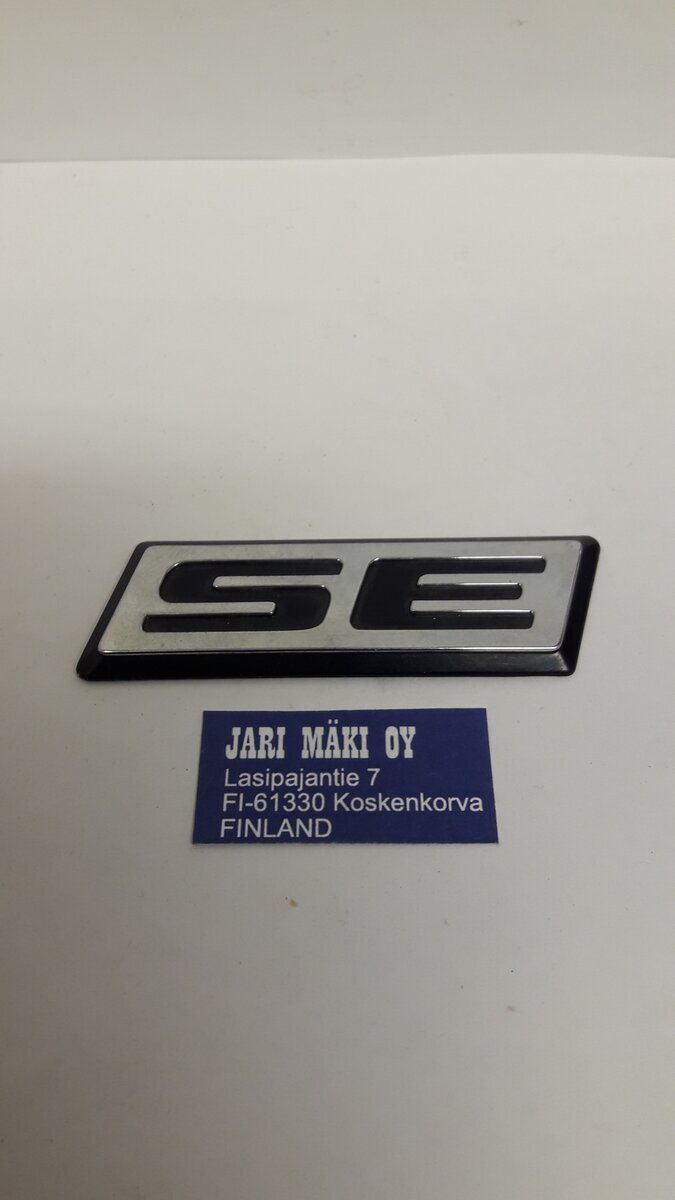 SE
JARI MÄKI OY
Lasipajantie 7
FI-61330 Koskenkorva
FINLAND